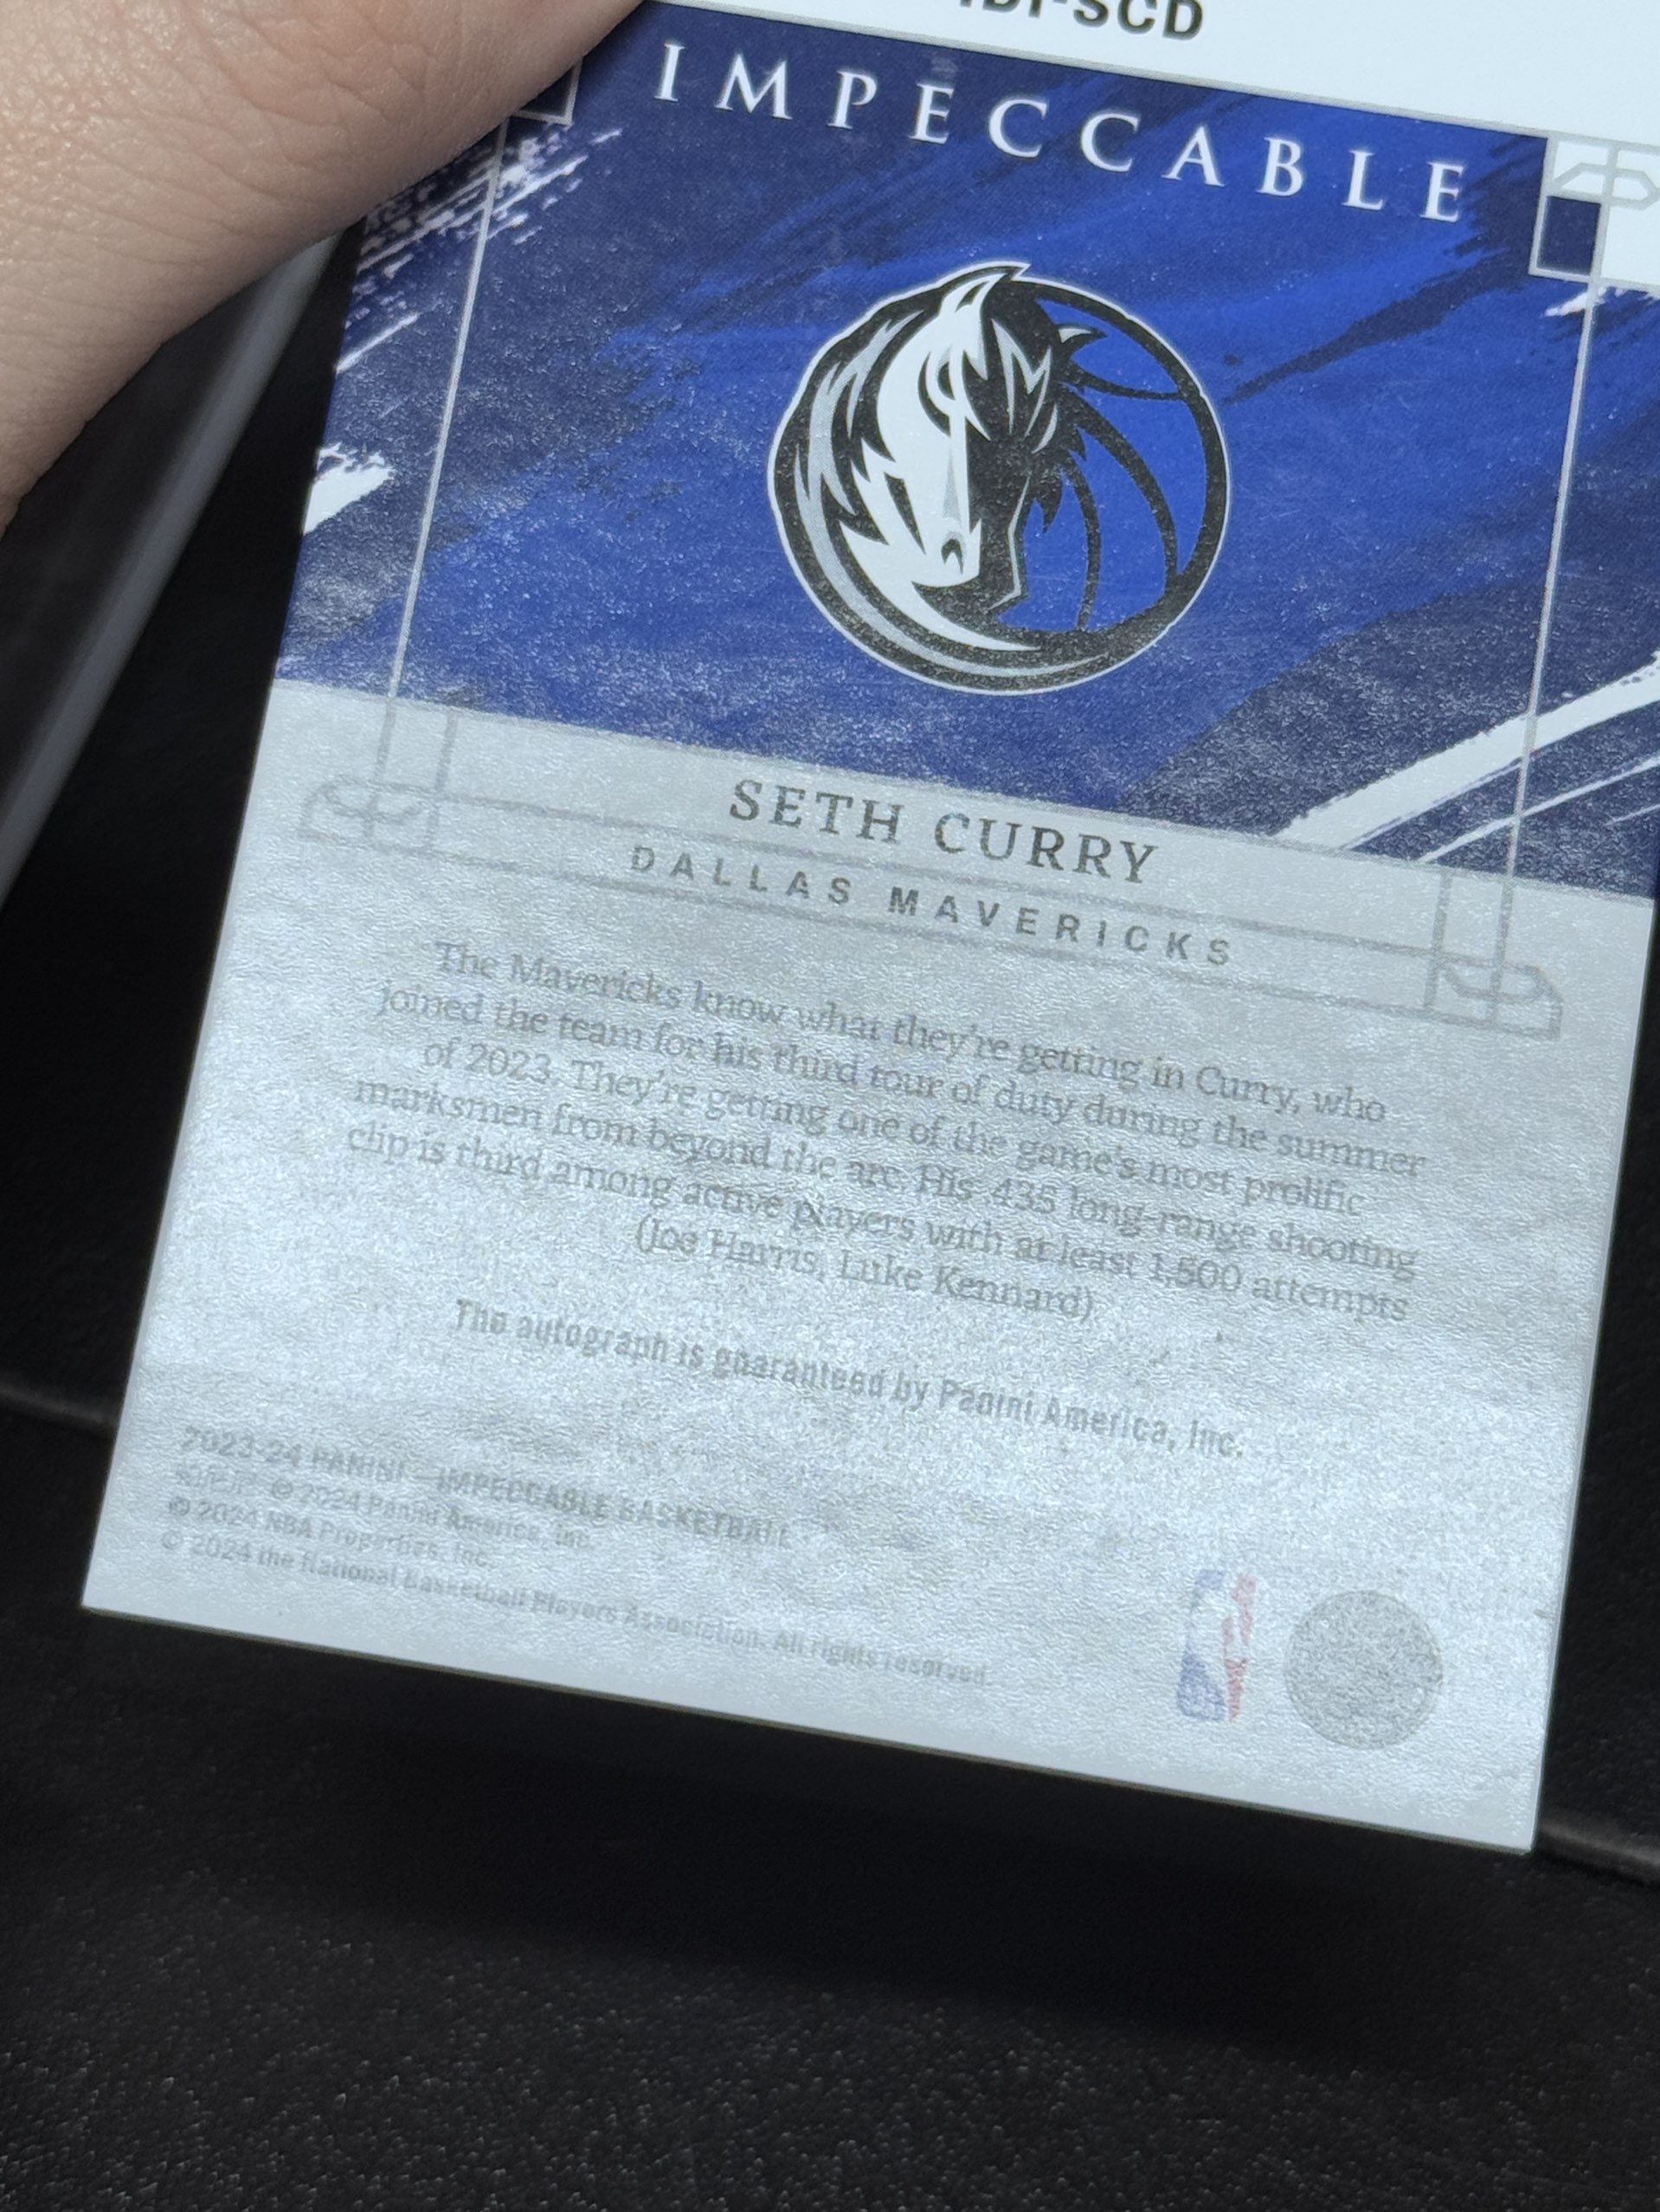 SCD
IMPECCABLE
SETH CURRY
DALLAS MAVERICKS
The Mavericks know what they're getting in Curry, who
joined the team for his third tour of duty during the summer
of 2023. They're getting one of the game's most prolific
marksmen from beyond the arc. His .435 long-range shooting
clip is third among active players with at least 1,500 attempts
(Joe Harris, Luke Kennard).
The autograph is guaranteed by Panini America, Inc.
2023-24 PANINI – IMPECCABLE BASKETBALL
© 2024 Panini America, Inc.
© 2024 NBA Properties, Inc.
© 2024 the National Basketball Players Association. All rights reserved.